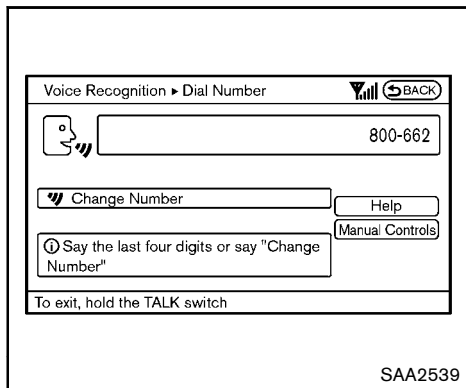 Voice Recognition ▸ Dial Number BACK
800-662
Change Number
Help
Manual Controls
Say the last four digits or say "Change
Number"
To exit, hold the TALK switch
SAA2539